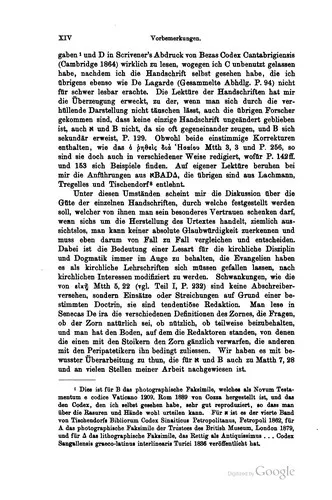 XIV Vorbemerkungen.
gaben¹ und D in Scrivener's Abdruck von Bezas Codex Cantabrigiensis
(Cambridge 1864) wirklich zu lesen, wogegen ich C unbenutzt gelassen
habe, nachdem ich die Handschrift selbst gesehen habe, die ich
übrigens ebenso wie De Lagarde (Gesammelte Abhdlg. P. 94) nicht
für schwer lesbar erachte. Die Lektüre der Handschriften hat mir
die Überzeugung erweckt, zu der, wenn man sich durch die ver-
hüllende Darstellung nicht täuschen lässt, auch die übrigen Forscher
gekommen sind, dass keine einzige Handschrift ungeändert geblieben
ist, auch א und B nicht, da sie oft gegeneinander zeugen, und B sich
sekundär erweist, P. 129. Obwohl beide einstimmige Korrekturen
enthalten, wie das ὁ ῥηθεὶς διὰ Ἠσαίου Mtth 3, 3 und P. 256, so
sind sie doch auch in verschiedener Weise redigiert, wofür P. 142ff.
und 153 sich Beispiele finden. Auf eigener Lektüre beruhen bei
mir die Anführungen aus אBADΔ, die übrigen sind aus Lachmann,
Tregelles und Tischendorf⁸ entlehnt.
Unter diesen Umständen scheint mir die Diskussion über die
Güte der einzelnen Handschriften, durch welche festgestellt werden
soll, welcher von ihnen man sein besonderes Vertrauen schenken darf,
wenn sichs um die Herstellung des Urtextes handelt, ziemlich aus-
sichtslos, man kann keiner absolute Glaubwürdigkeit zuerkennen und
muss eben darum von Fall zu Fall vergleichen und entscheiden.
Dabei ist die Bedeutung einer Lesart für die kirchliche Disziplin
und Dogmatik immer im Auge zu behalten, die Evangelien haben
es als kirchliche Lehrschriften sich müssen gefallen lassen, nach
kirchlichen Interessen modifiziert zu werden. Schwankungen, wie die
von εἰκῇ Mtth 5, 22 (vgl. Teil I, P. 232) sind keine Abschreiber-
versehen, sondern Einsätze oder Streichungen auf Grund einer be-
stimmten Doctrin, sie sind tendentiöse Redaktion. Man lese in
Senecas De ira die verschiedenen Definitionen des Zornes, die Fragen,
ob der Zorn natürlich sei, ob nützlich, ob teilweise beizubehalten,
und man hat den Boden, auf dem die Redaktoren standen, von denen
die einen mit den Stoikern den Zorn gänzlich verwarfen, die anderen
mit den Peripatetikern ihn bedingt zuliessen. Wir haben es mit be-
wusster Überarbeitung zu thun, die für א und B auch zu Matth 7, 28
und an vielen Stellen meiner Arbeit nachgewiesen ist.
¹ Dies ist für B das photographische Faksimile, welches als Novum Testa-
mentum e codice Vaticano 1209. Rom 1889 von Cozza hergestellt ist, und das
den Codex, den ich selbst gesehen habe, sehr gut reproduziert, so dass man
über die Rasuren und Hände wohl urteilen kann. Für א ist es der vierte Band
von Tischendorfs Bibliorum Codex Sinaiticus Petropolitanus, Petropoli 1862, für
A das photographische Faksimile der Trustees des British Museum, London 1879,
und für Δ das lithographische Faksimile, das Rettig als Antiquissimus . . . Codex
Sangallensis graeco-latinus interlinearis Turici 1836 veröffentlicht hat.
Digitized by Google